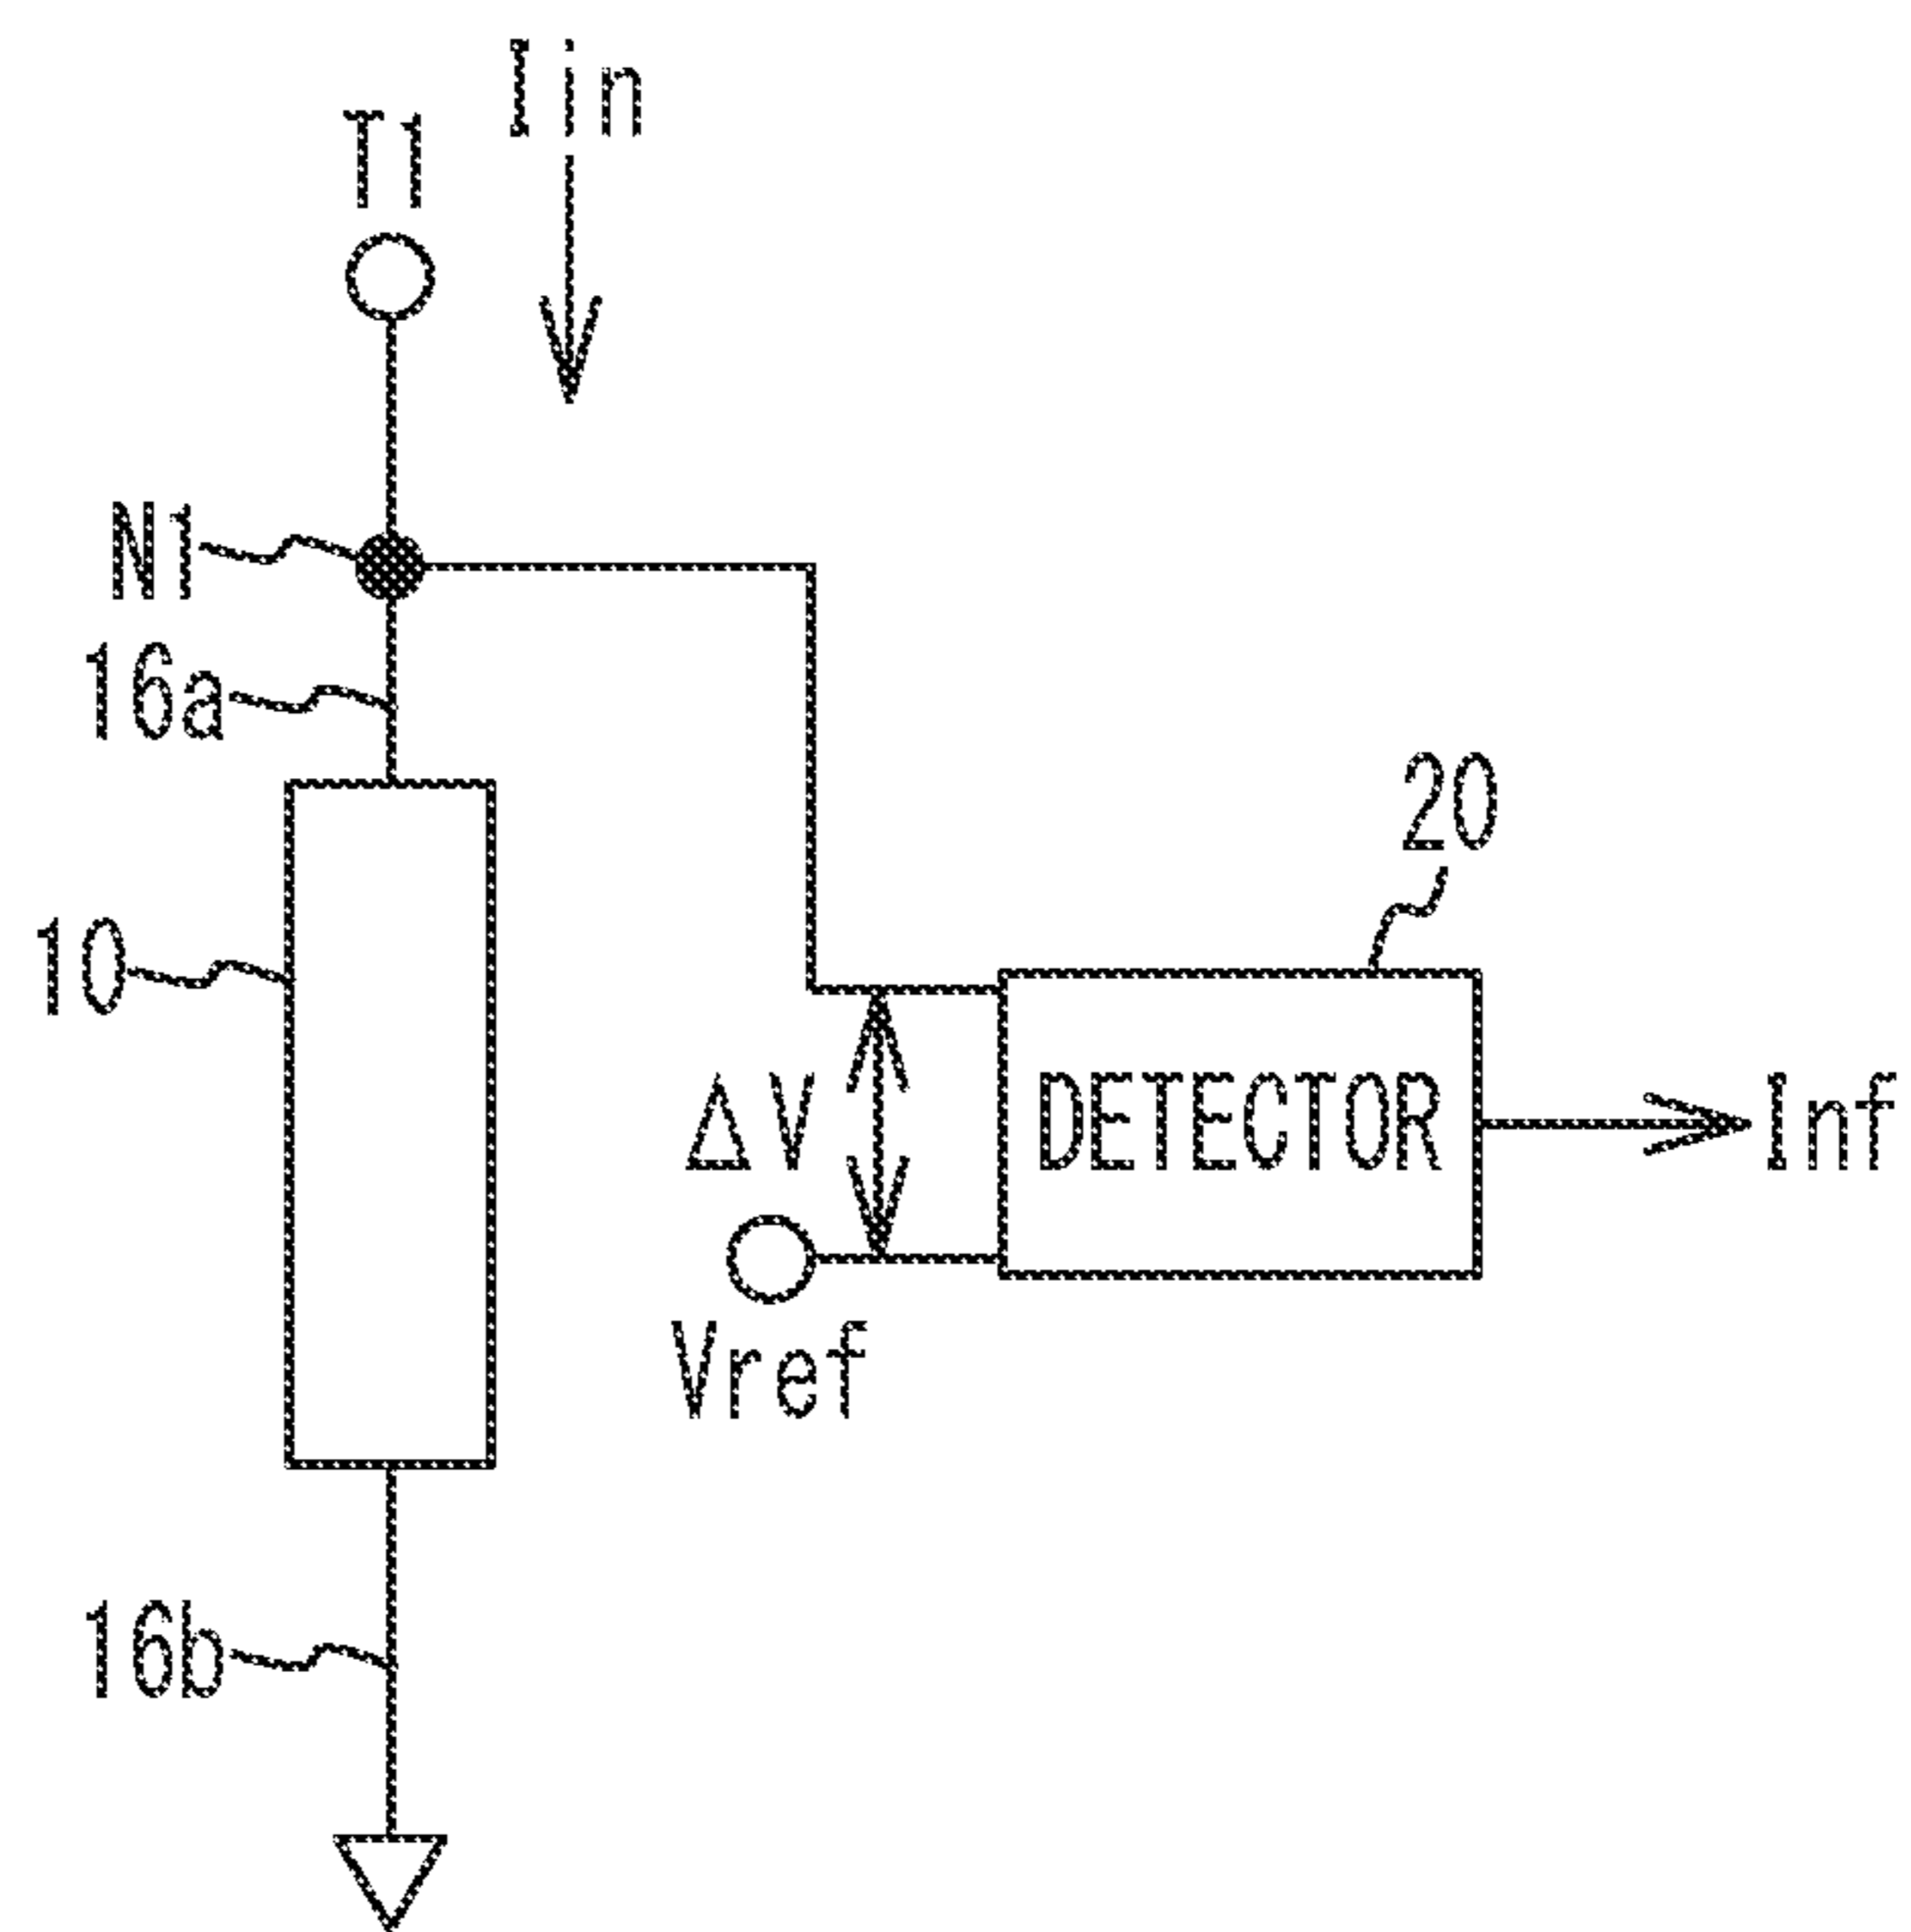 Iin
T1
N1
16a
20
10
ΔV
DETECTOR
Inf
Vref
16b